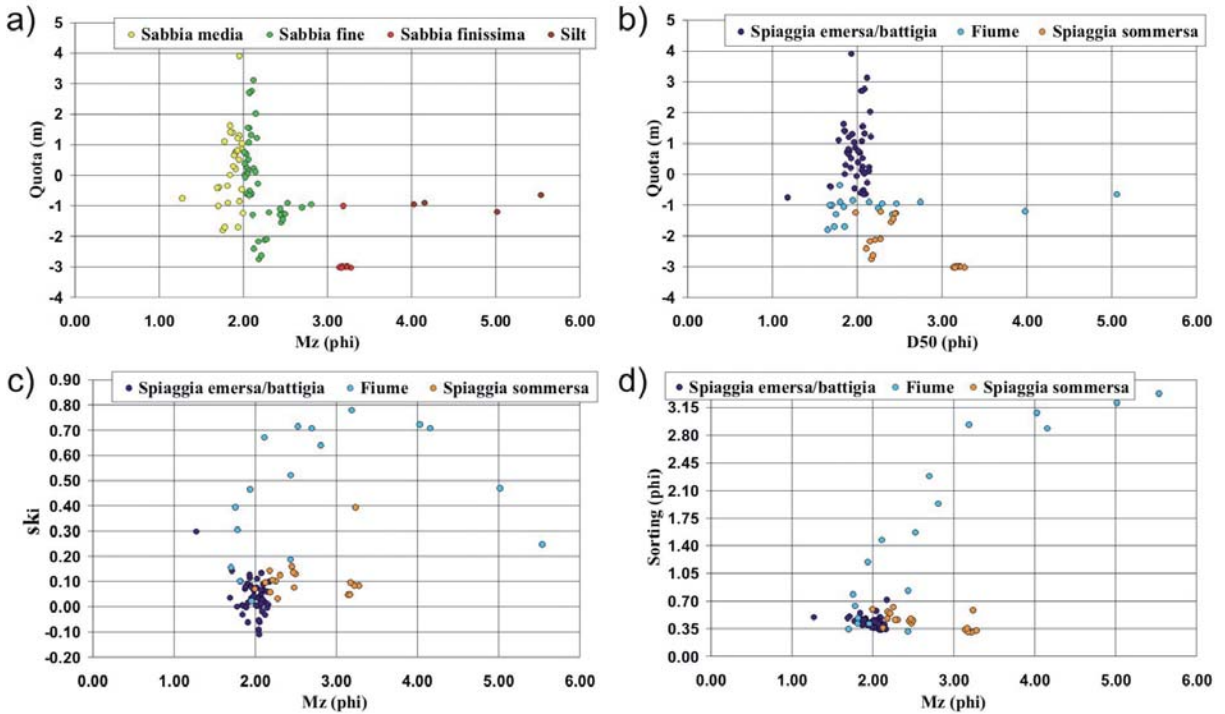 a)
Sabbia media Sabbia fine Sabbia finissima Silt
5
4
3
2
1
0
-1
-2
-3
-4
Quota (m)
0.00 1.00 2.00 3.00 4.00 5.00 6.00
Mz (phi)
b)
Spiaggia emersa/battigia Fiume Spiaggia sommersa
5
4
3
2
1
0
-1
-2
-3
-4
Quota (m)
0.00 1.00 2.00 3.00 4.00 5.00 6.00
D50 (phi)
c)
Spiaggia emersa/battigia Fiume Spiaggia sommersa
0.90
0.80
0.70
0.60
0.50
0.40
0.30
0.20
0.10
0.00
-0.10
-0.20
ski
0.00 1.00 2.00 3.00 4.00 5.00 6.00
Mz (phi)
d)
Spiaggia emersa/battigia Fiume Spiaggia sommersa
3.15
2.80
2.45
2.10
1.75
1.40
1.05
0.70
0.35
0.00
Sorting (phi)
0.00 1.00 2.00 3.00 4.00 5.00 6.00
Mz (phi)